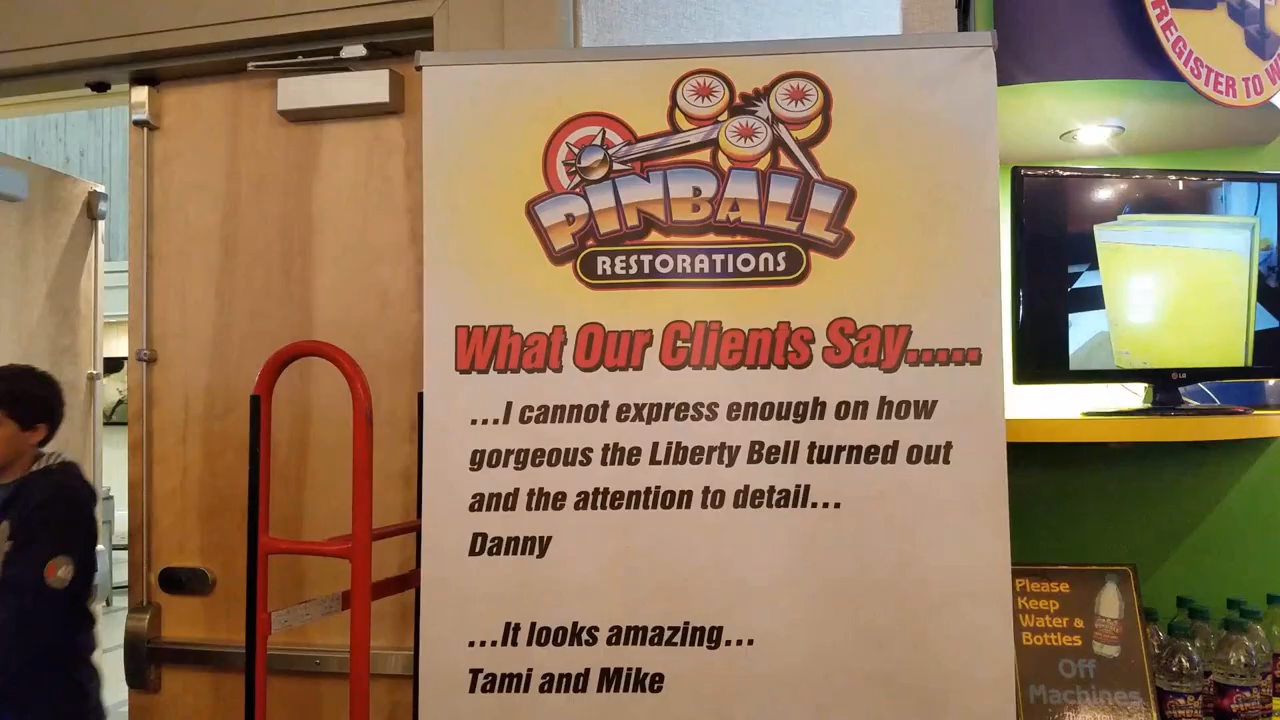 PINBALL
RESTORATIONS
What Our Clients Say.....
...I cannot express enough on how
gorgeous the Liberty Bell turned out
and the attention to detail...
Danny
...It looks amazing...
Tami and Mike
REGISTER TO
LG
Please
Keep
Water &
Bottles
Off
Machines
PINBALL